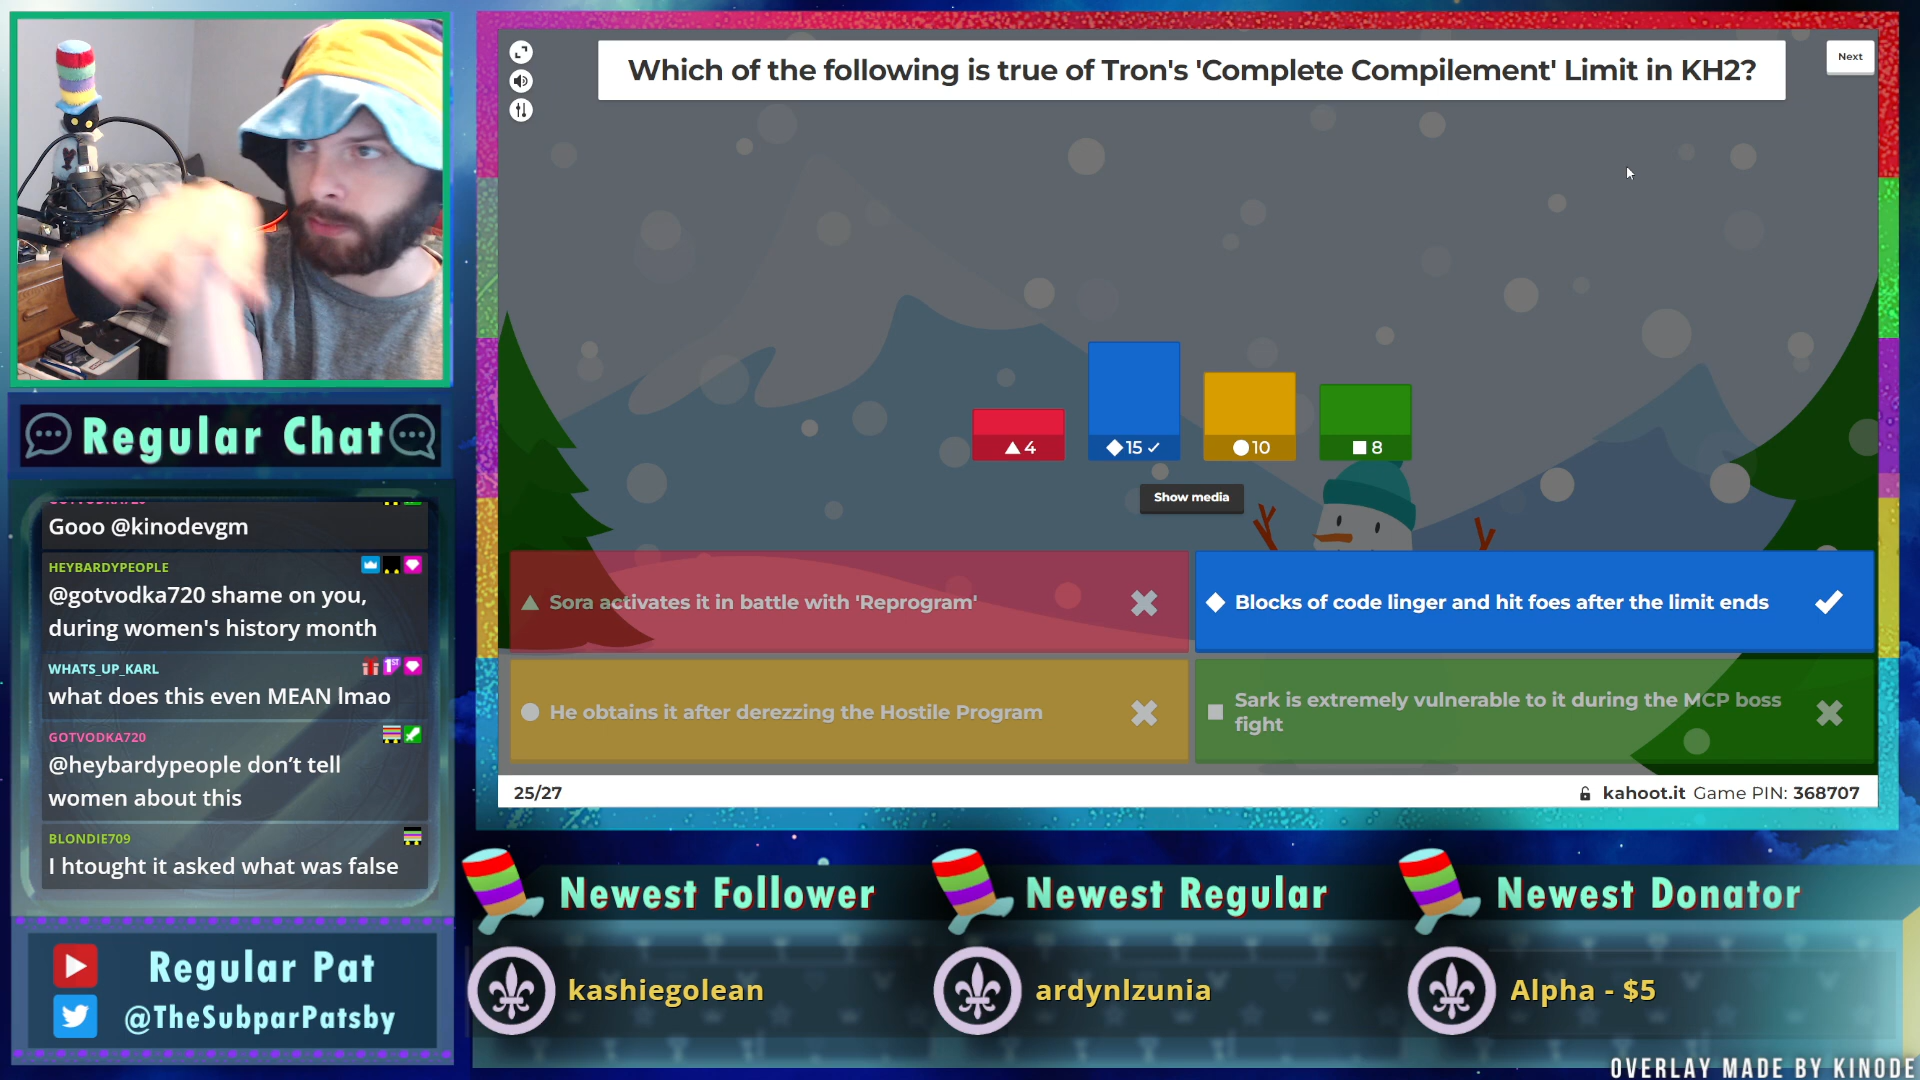 Which of the following is true of Tron's 'Complete Compilement' Limit in KH2?
Next
4
15
10
8
Show media
Sora activates it in battle with 'Reprogram'
Blocks of code linger and hit foes after the limit ends
He obtains it after derezzing the Hostile Program
Sark is extremely vulnerable to it during the MCP boss
fight
25/27
kahoot.it Game PIN: 368707
Regular Chat
GOTVODKA720
Gooo @kinodevgm
HEYBARDYPEOPLE
@gotvodka720 shame on you,
during women's history month
WHATS_UP_KARL
1ST
what does this even MEAN lmao
GOTVODKA720
@heybardypeople don’t tell
women about this
BLONDIE709
I htought it asked what was false
Regular Pat
@TheSubparPatsby
Newest Follower
kashiegolean
Newest Regular
ardynlzunia
Newest Donator
Alpha - $5
OVERLAY MADE BY KINODE